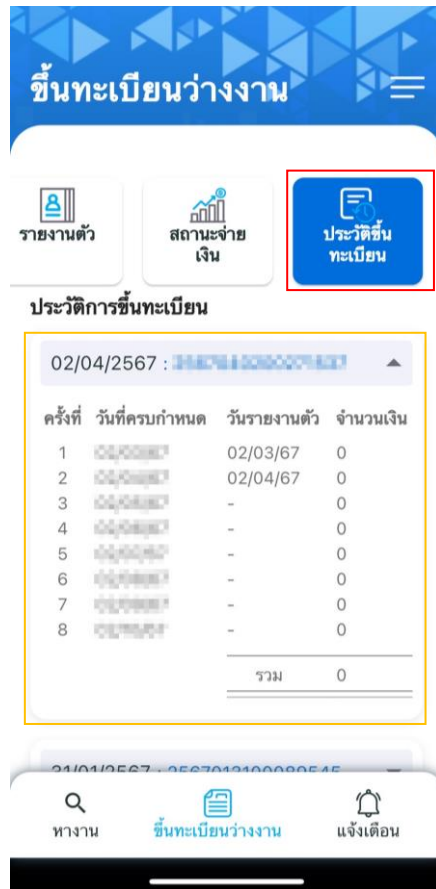 ขึ้นทะเบียนว่างงาน
รายงานตัว
สถานะจ่าย
เงิน
ประวัติขึ้น
ทะเบียน
ประวัติการขึ้นทะเบียน
02/04/2567 :
ครั้งที่ วันที่ครบกำหนด วันรายงานตัว จำนวนเงิน
1 02/03/67 0
2 02/04/67 0
3 - 0
4 - 0
5 - 0
6 - 0
7 - 0
8 - 0
รวม 0
31/01/2567 :
หางาน
ขึ้นทะเบียนว่างงาน
แจ้งเตือน